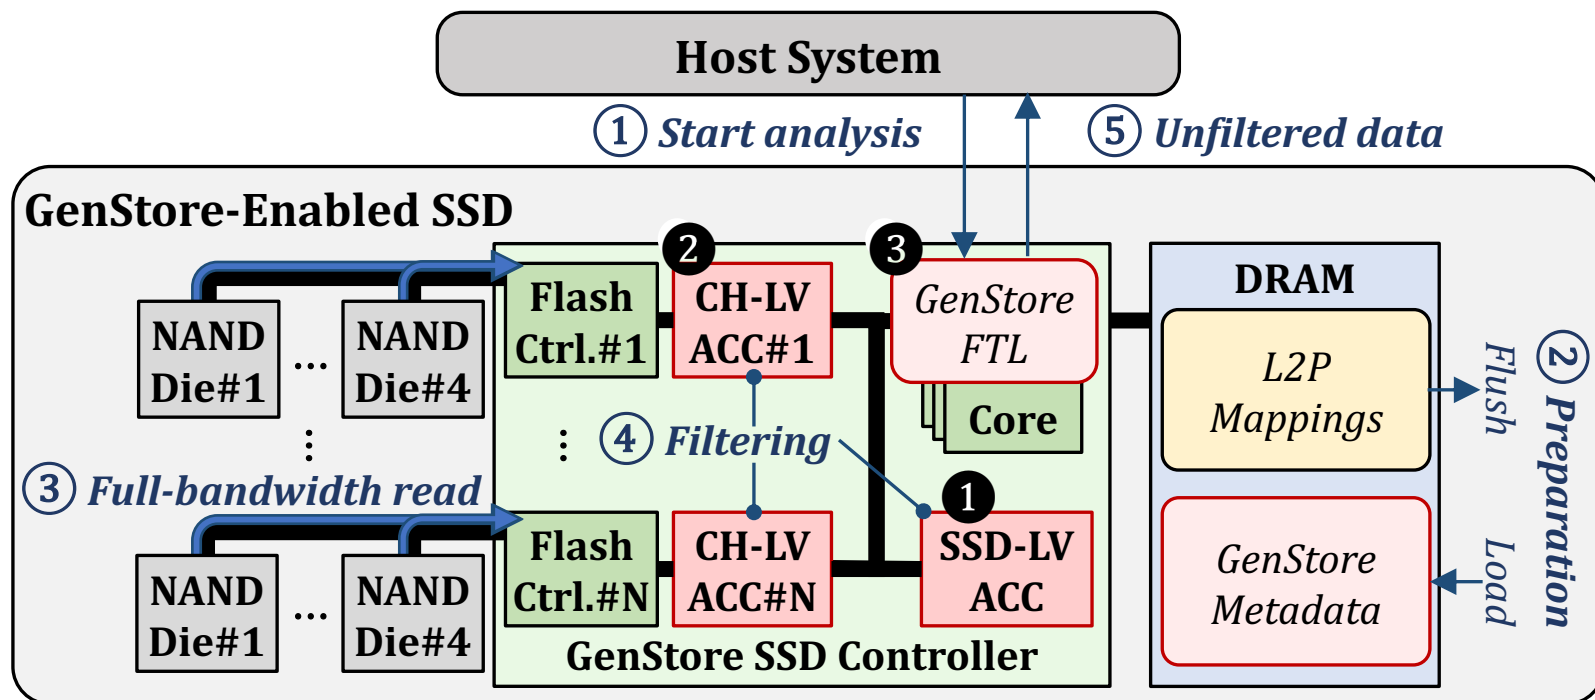 Host System
① Start analysis
⑤ Unfiltered data
GenStore-Enabled SSD
❷
❸
NAND
Die#1
...
NAND
Die#4
Flash
Ctrl.#1
CH-LV
ACC#1
GenStore
FTL
Core
DRAM
L2P
Mappings
Flush
② Preparation
...
...
④ Filtering
③ Full-bandwidth read
❶
NAND
Die#1
...
NAND
Die#4
Flash
Ctrl.#N
CH-LV
ACC#N
SSD-LV
ACC
GenStore
Metadata
Load
GenStore SSD Controller